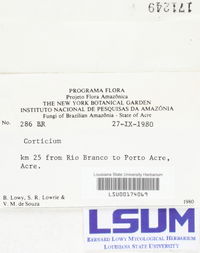 171249
PROGRAMA FLORA
Projeto Flora Amazônica
THE NEW YORK BOTANICAL GARDEN
INSTITUTO NACIONAL DE PESQUISAS DA AMAZÔNIA
Fungi of Brazilian Amazônia - State of Acre
No. 286 BR 27-IX-1980
Corticium
km 25 from Rio Branco to Porto Acre,
Acre.
Louisiana State University Herbarium
LSU00174069
B. Lowy, S. R. Lowrie &
V. M. de Souza
1980
LSUM
BERNARD LOWY MYCOLOGICAL HERBARIUM
LOUISIANA STATE UNIVERSITY